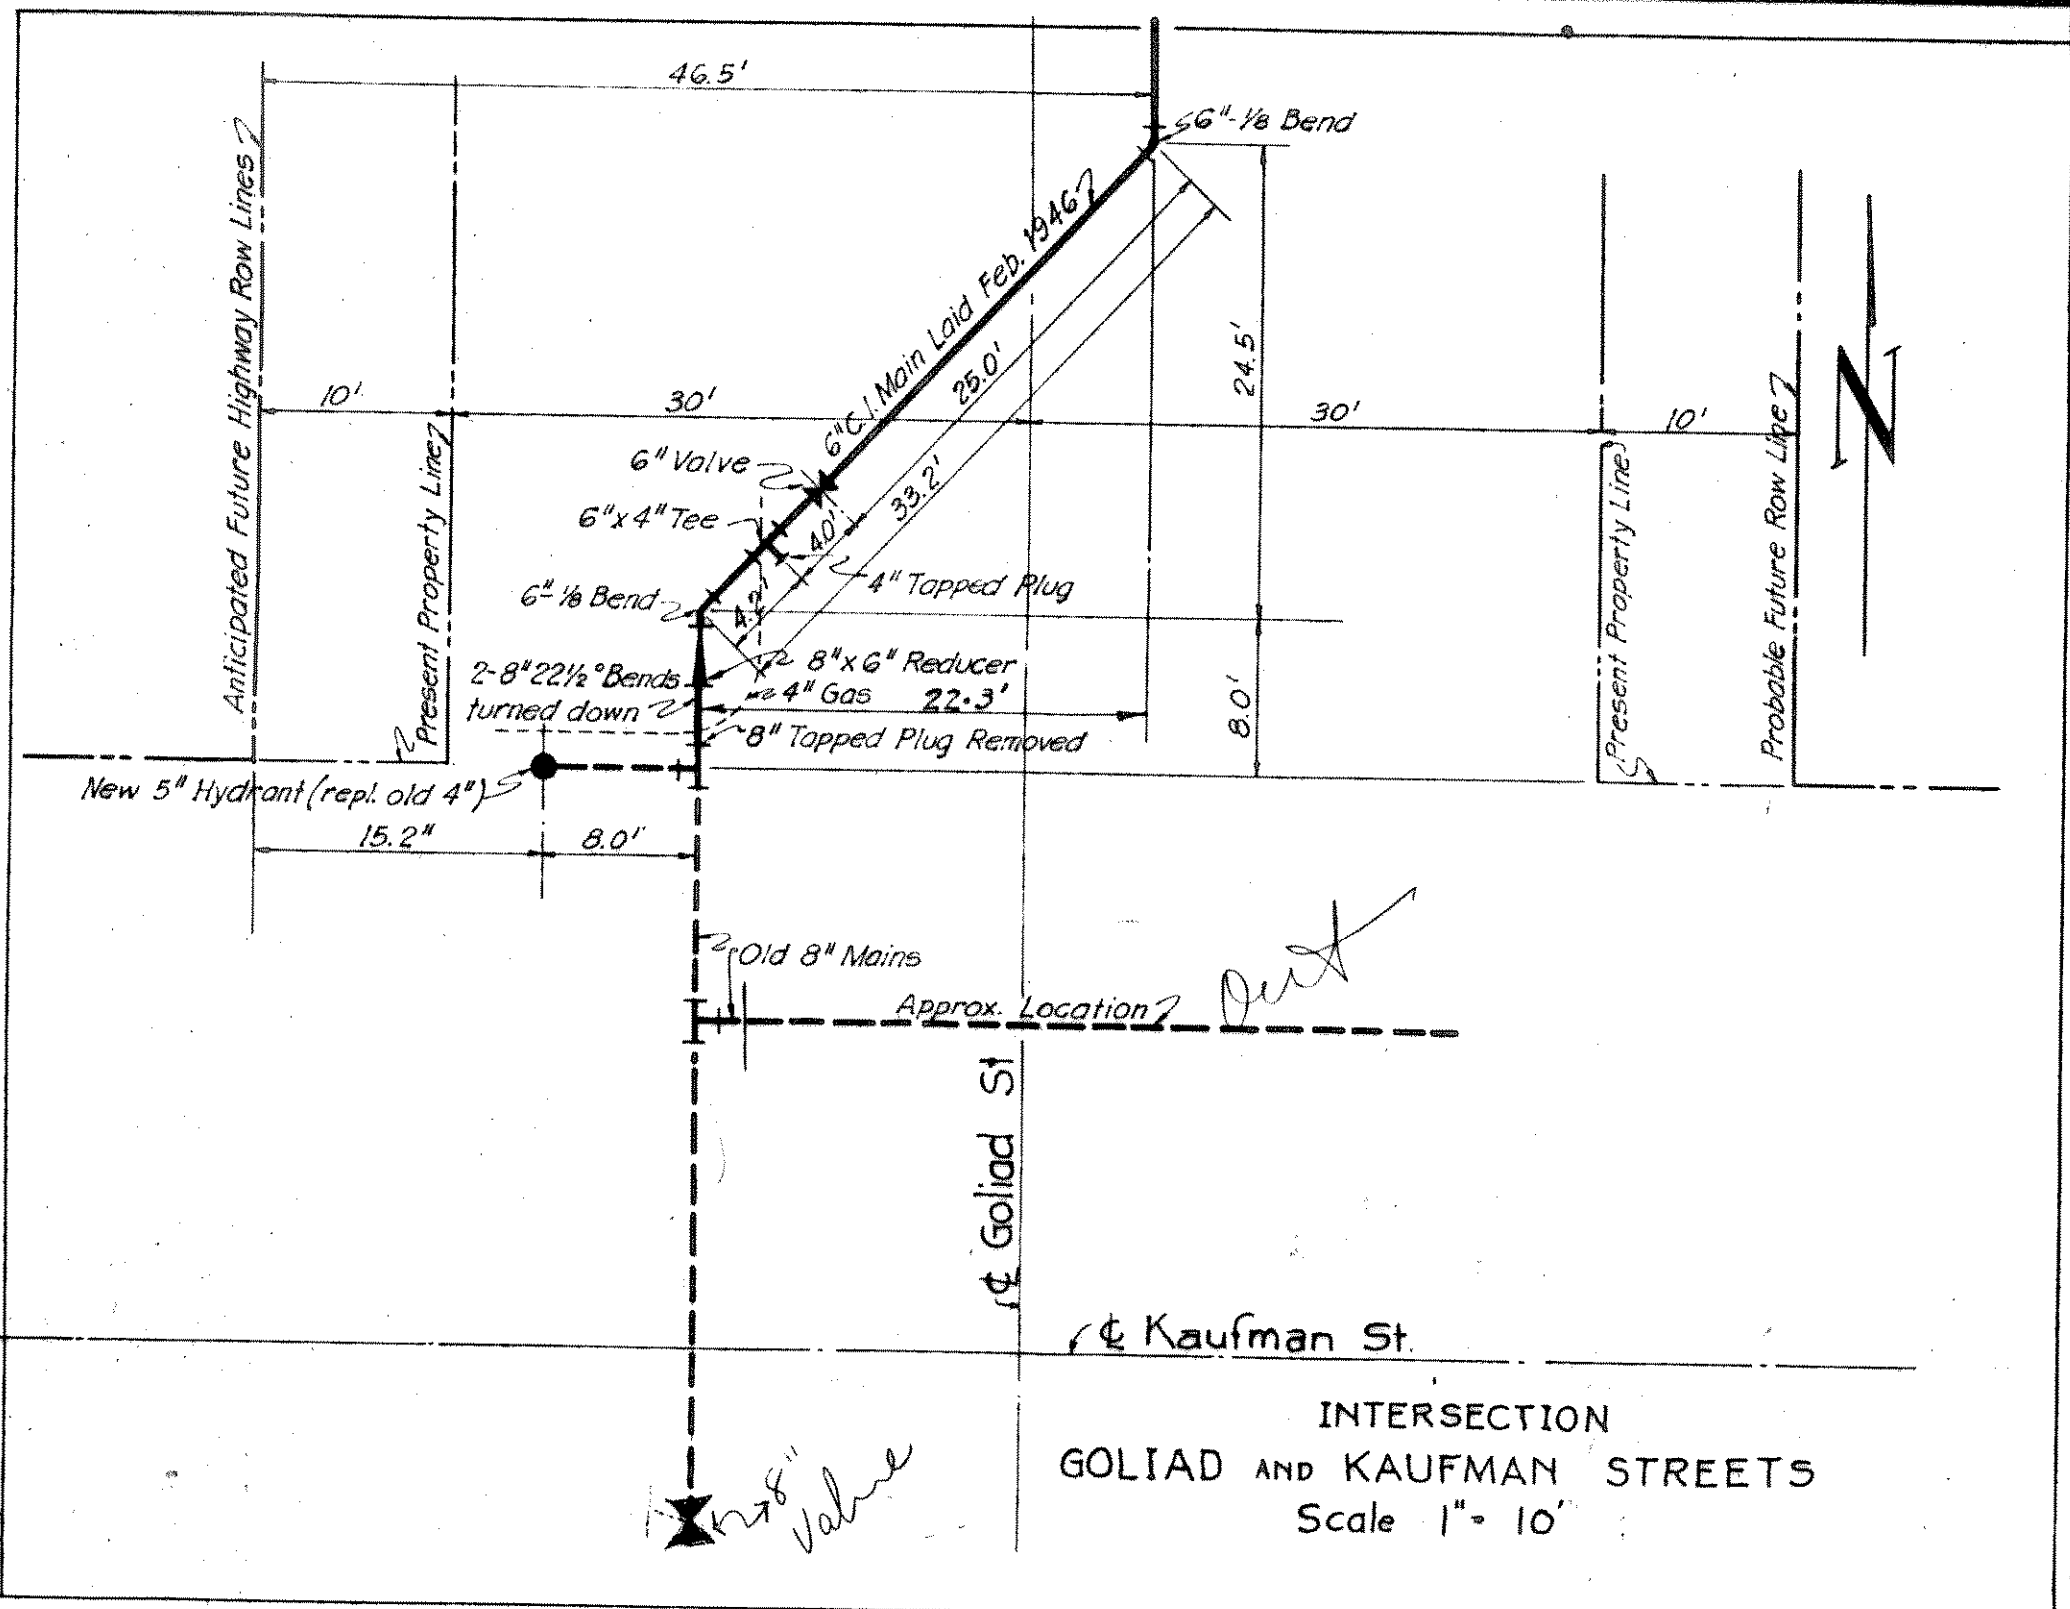 46.5'
6"-⅛ Bend
Anticipated Future Highway Row Lines
6" C.I. Main Laid Feb. 1946
25.0'
24.5'
10'
30'
30'
10'
Present Property Line
6" Valve
33.2'
6"x4" Tee
4.0'
4" Tapped Plug
6"-⅛ Bend
4.2'
Present Property Line
Probable Future Row Line
N
2-8" 22½° Bends
turned down
8"x6" Reducer
4" Gas
22.3'
8.0'
8" Tapped Plug Removed
New 5" Hydrant (repl. old 4")
15.2"
8.0'
Old 8" Mains
Approx. Location
℄ Goliad St
℄ Kaufman St.
INTERSECTION
GOLIAD AND KAUFMAN STREETS
Scale 1"- 10'
8"
Valve